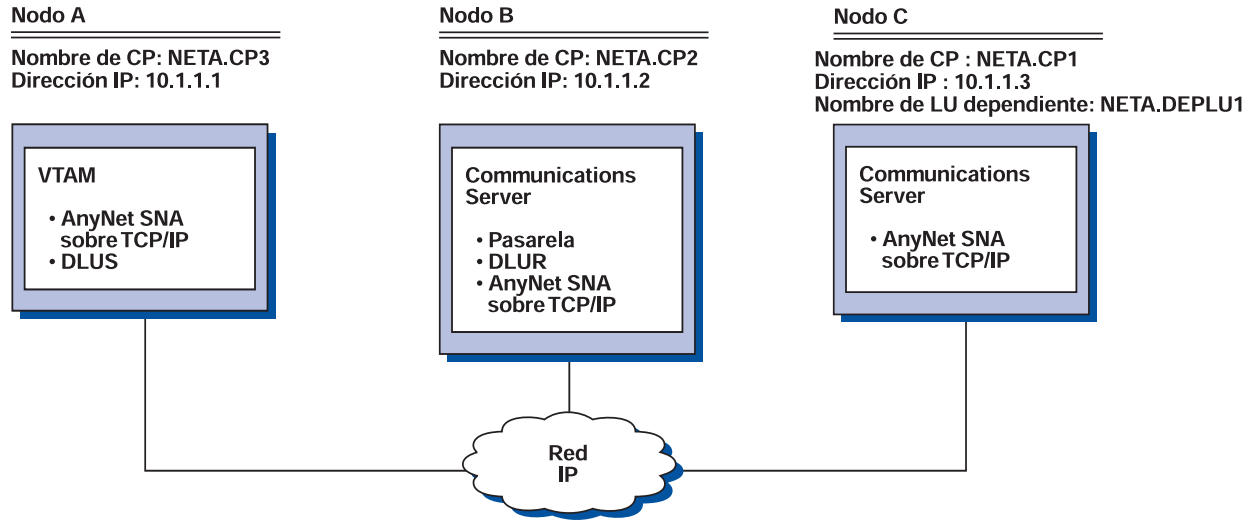 Nodo A
Nombre de CP: NETA.CP3
Dirección IP: 10.1.1.1
VTAM
• AnyNet SNA
sobre TCP/IP
• DLUS
Nodo B
Nombre de CP: NETA.CP2
Dirección IP: 10.1.1.2
Communications
Server
• Pasarela
• DLUR
• AnyNet SNA
sobre TCP/IP
Nodo C
Nombre de CP : NETA.CP1
Dirección IP : 10.1.1.3
Nombre de LU dependiente: NETA.DEPLU1
Communications
Server
• AnyNet SNA
sobre TCP/IP
Red
IP